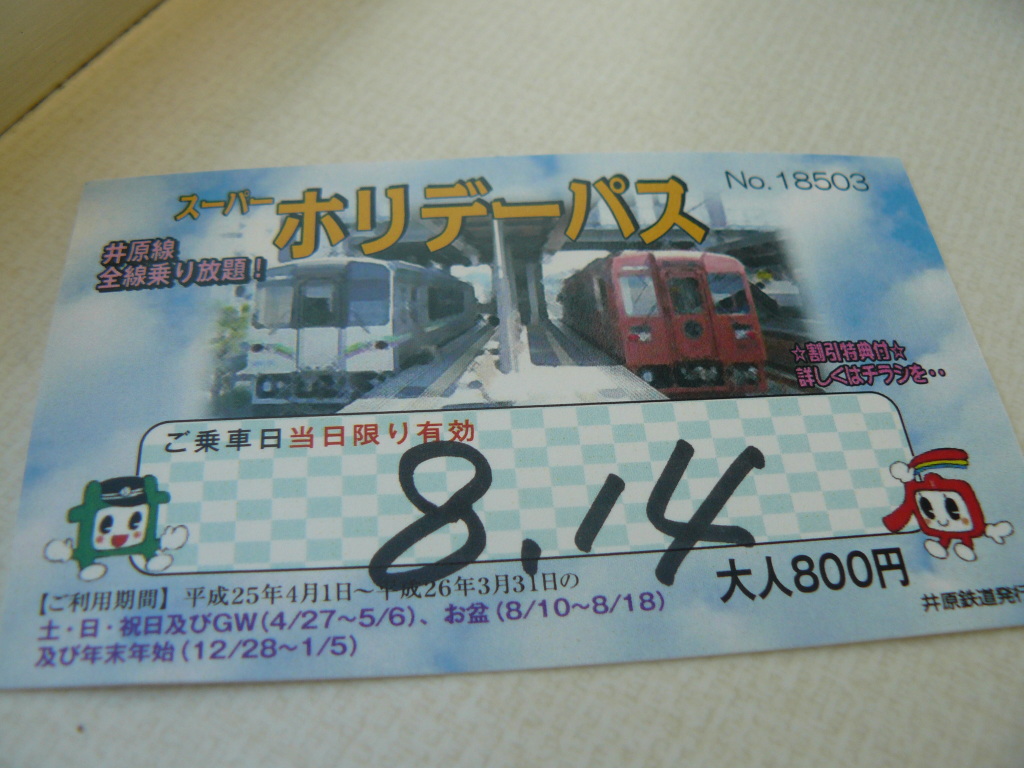 スーパーホリデーパス
No.18503
井原線
全線乗り放題！
☆割引特典付☆
詳しくはチラシを‥
ご乗車日当日限り有効
8.14
大人800円
【ご利用期間】平成25年4月1日〜平成26年3月31日の
土・日・祝日及びGW(4/27〜5/6)、お盆(8/10〜8/18)
及び年末年始(12/28〜1/5)
井原鉄道発行